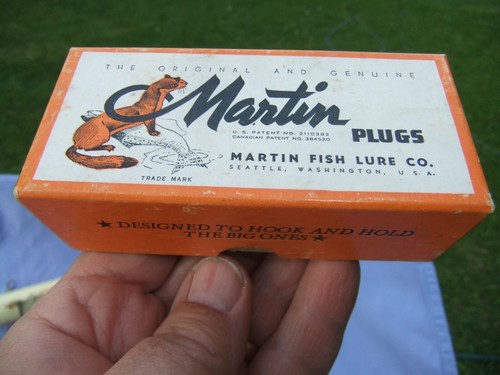 THE ORIGINAL AND GENUINE
Martin
PLUGS
U.S. PATENT NO. 2110382
CANADIAN PATENT NO. 384520
MARTIN FISH LURE CO.
SEATTLE, WASHINGTON, U.S.A.
TRADE MARK
★ DESIGNED TO HOOK AND HOLD
THE BIG ONES ★